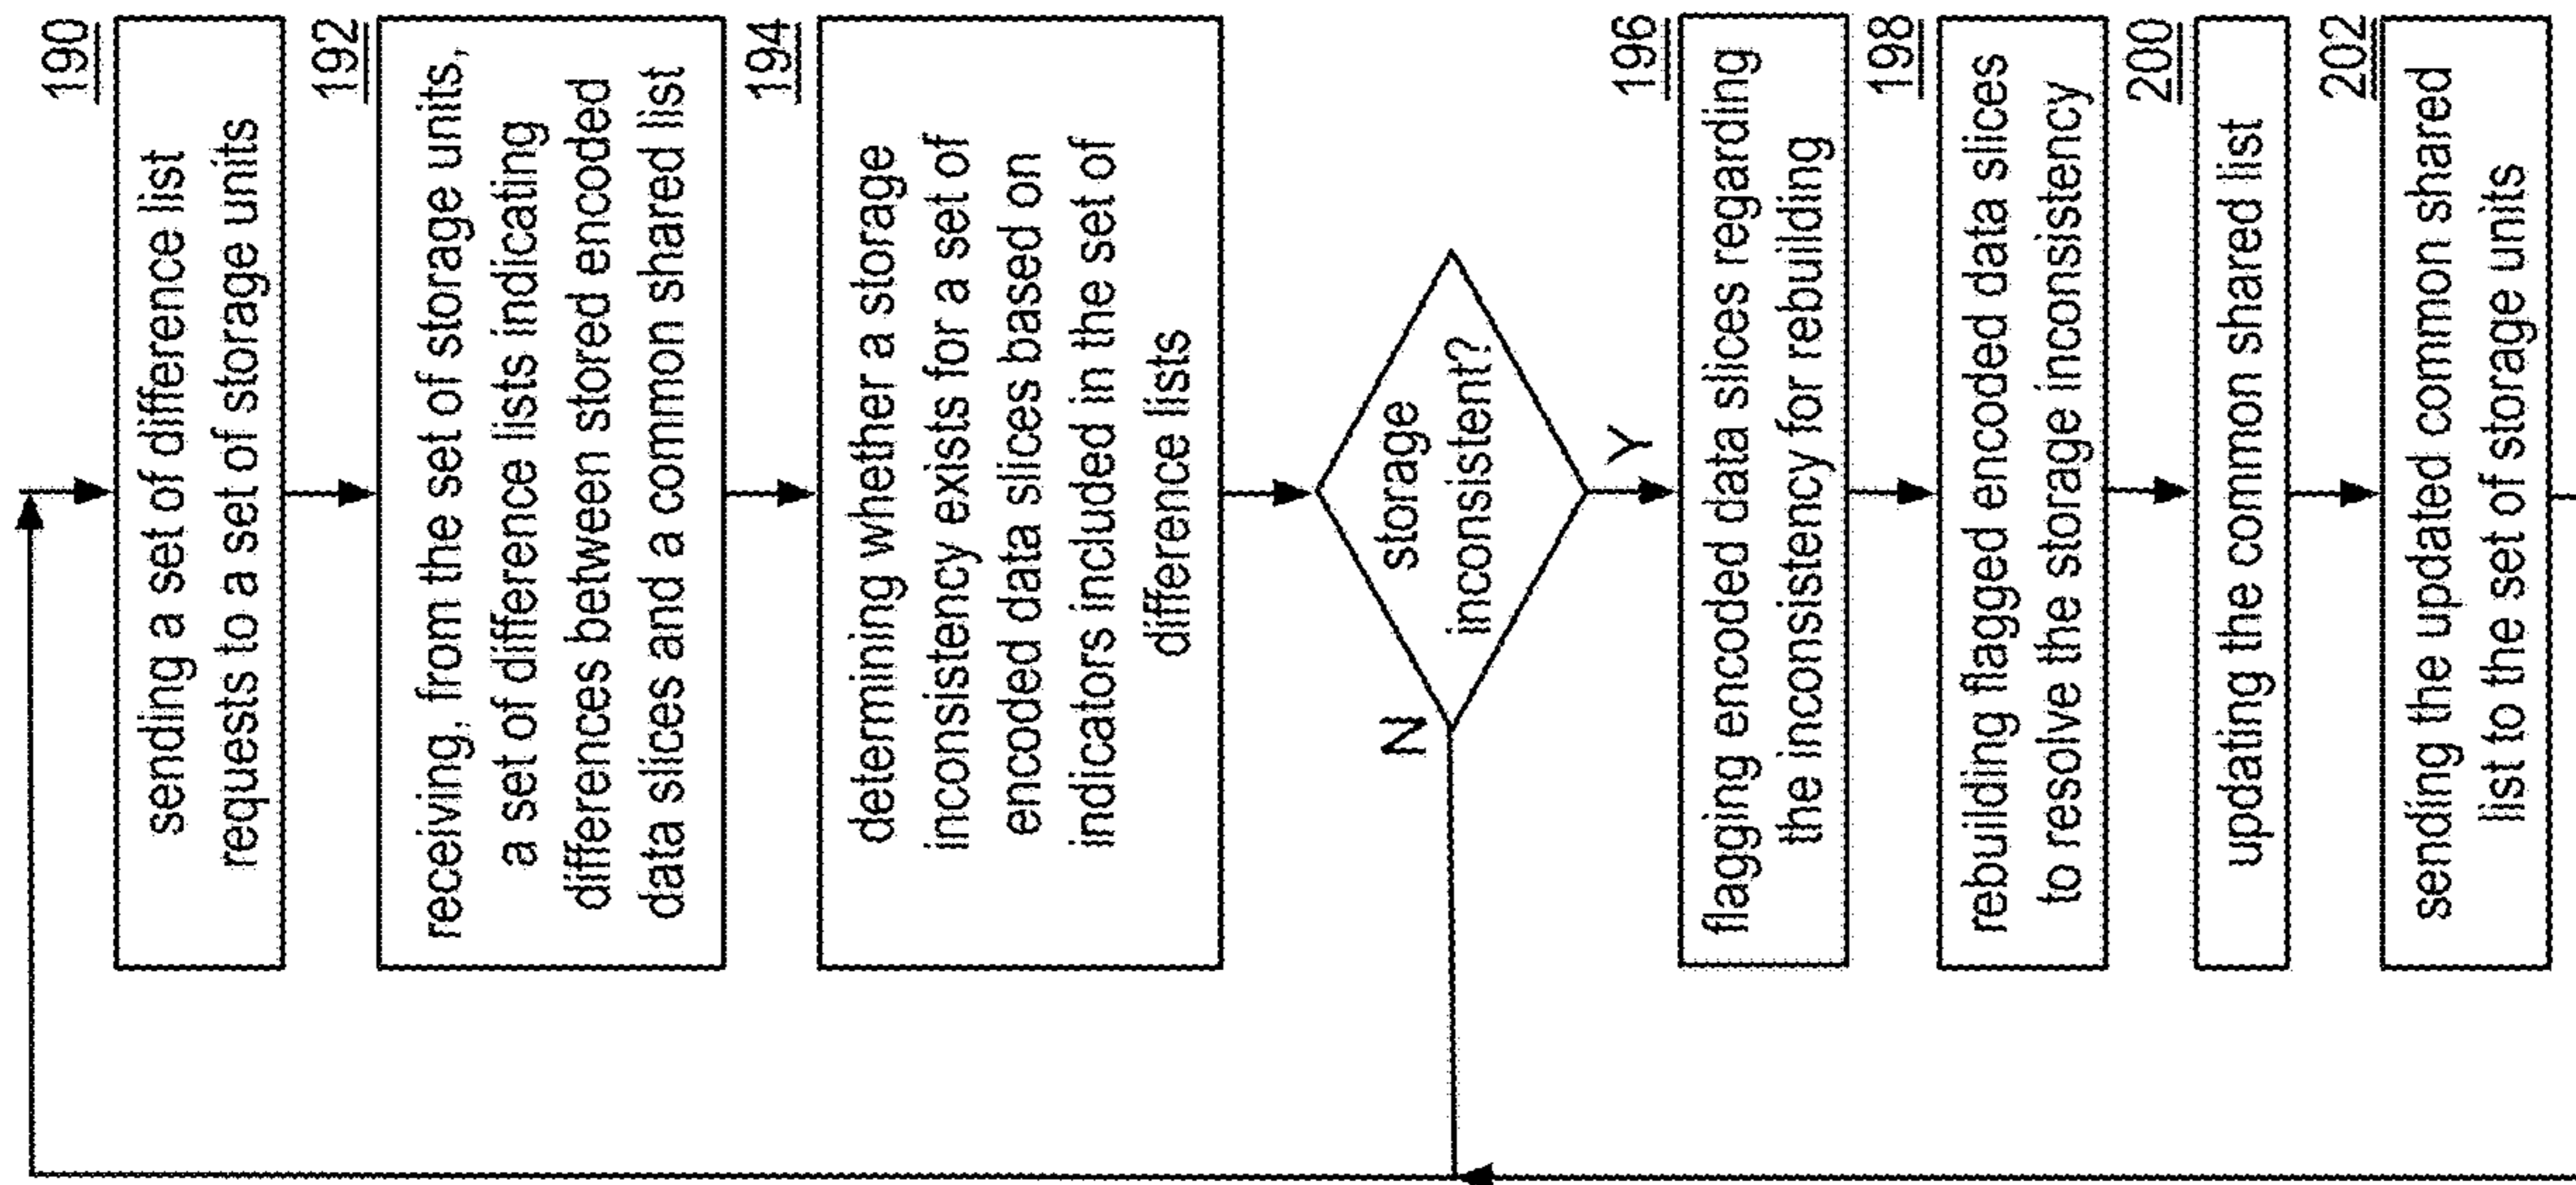 190
sending a set of difference list
requests to a set of storage units
192
receiving, from the set of storage units,
a set of difference lists indicating
differences between stored encoded
data slices and a common shared list
194
determining whether a storage
inconsistency exists for a set of
encoded data slices based on
indicators included in the set of
difference lists
storage
inconsistent?
N
Y
196
flagging encoded data slices regarding
the inconsistency for rebuilding
198
rebuilding flagged encoded data slices
to resolve the storage inconsistency
200
updating the common shared list
202
sending the updated common shared
list to the set of storage units